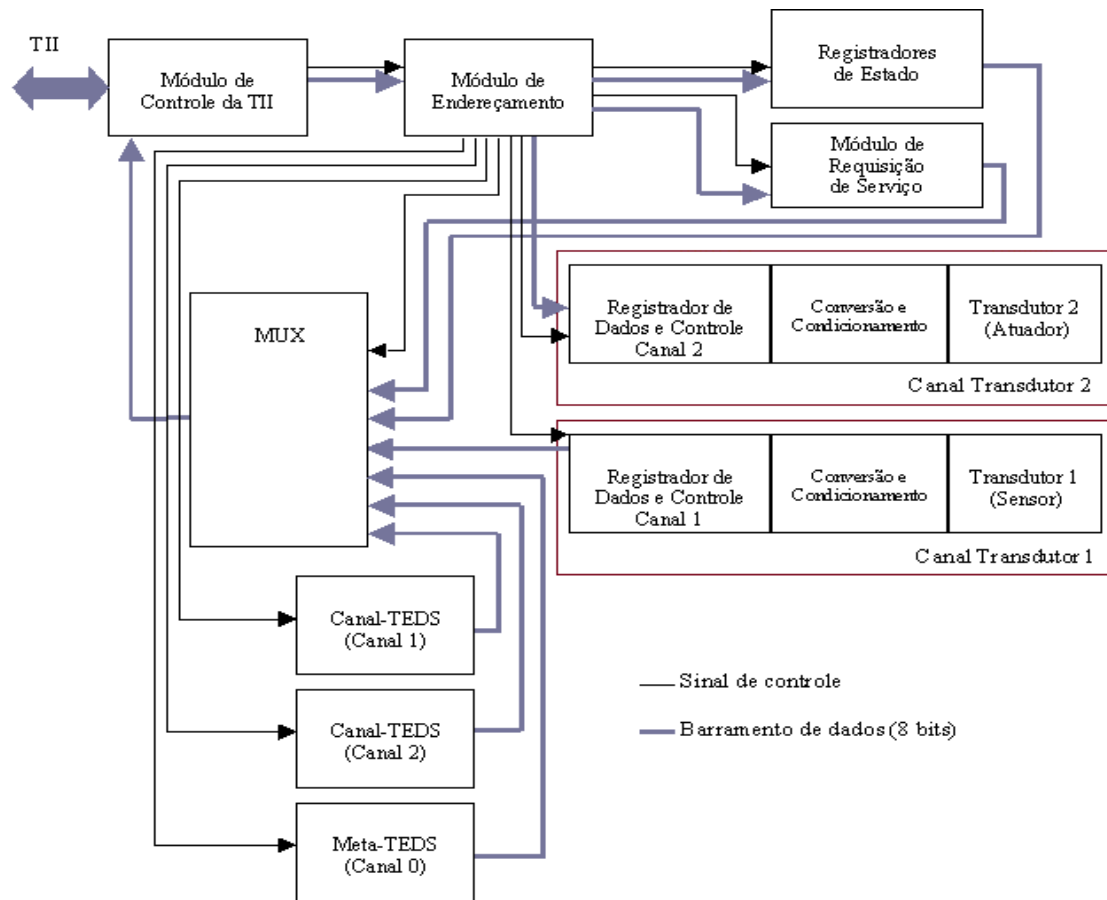 TII
Módulo de
Controle da TII
Módulo de
Endereçamento
Registradores
de Estado
Módulo de
Requisição
de Serviço
MUX
Registrador de
Dados e Controle
Canal 2
Conversão e
Condicionamento
Transdutor 2
(Atuador)
Canal Transdutor 2
Registrador de
Dados e Controle
Canal 1
Conversão e
Condicionamento
Transdutor 1
(Sensor)
Canal Transdutor 1
Canal-TEDS
(Canal 1)
Canal-TEDS
(Canal 2)
Meta-TEDS
(Canal 0)
Sinal de controle
Barramento de dados (8 bits)